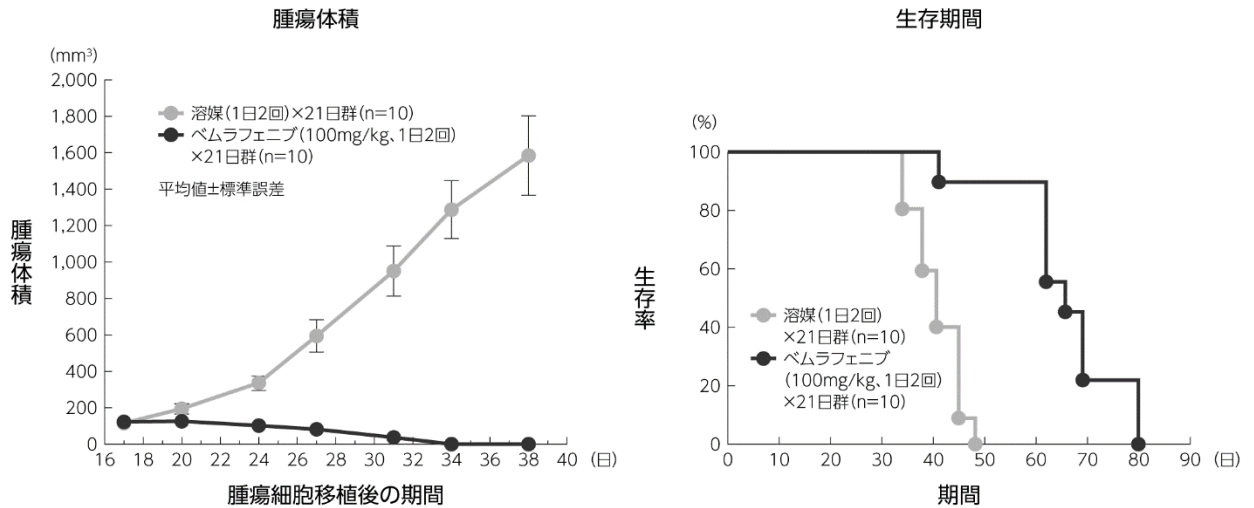 腫瘍体積
(mm³)
2,000
1,800
1,600
1,400
1,200
1,000
800
600
400
200
0
腫瘍体積
溶媒(1日2回)×21日群(n=10)
ベムラフェニブ(100mg/kg、1日2回)
×21日群(n=10)
平均値±標準誤差
16 18 20 22 24 26 28 30 32 34 36 38 40 (日)
腫瘍細胞移植後の期間
生存期間
(%)
100
80
60
40
20
0
生存率
溶媒(1日2回)
×21日群(n=10)
ベムラフェニブ
(100mg/kg、1日2回)
×21日群(n=10)
0 10 20 30 40 50 60 70 80 90 (日)
期間